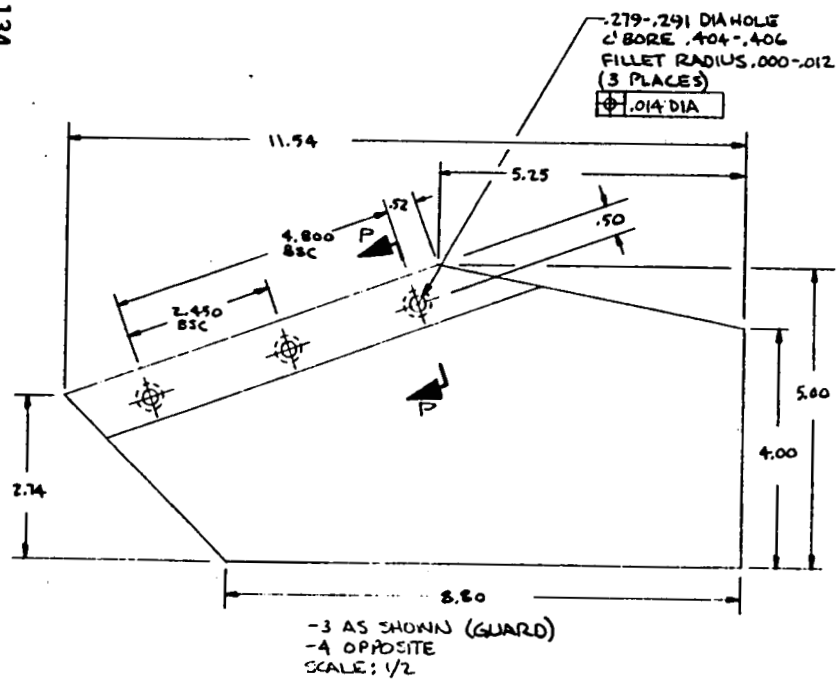 134
.279-.291 DIA HOLE
C'BORE .404-.406
FILLET RADIUS .000-.012
(3 PLACES)
⌖ .014 DIA
11.54
5.25
.52
.50
4.800
BSC
P
2.450
BSC
P
5.00
4.00
2.74
8.80
-3 AS SHOWN (GUARD)
-4 OPPOSITE
SCALE: 1/2